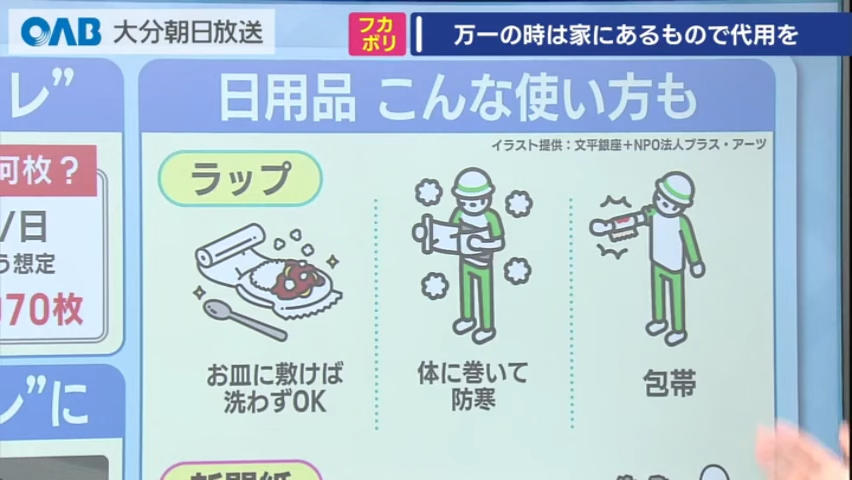 OAB 大分朝日放送
フカ
ボリ
万一の時は家にあるもので代用を
レ”
何枚？
/日
う想定
70枚
ン”に
日用品 こんな使い方も
イラスト提供：文平銀座＋NPO法人プラス・アーツ
ラップ
お皿に敷けば
洗わずOK
体に巻いて
防寒
包帯
新聞紙